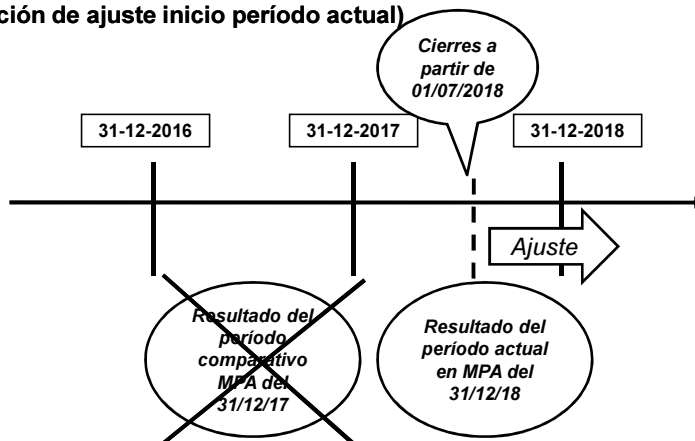 ción de ajuste inicio período actual)
Cierres a
partir de
01/07/2018
31-12-2016
31-12-2017
31-12-2018
Ajuste
Resultado del
período
comparativo
MPA del
31/12/17
Resultado del
período actual
en MPA del
31/12/18